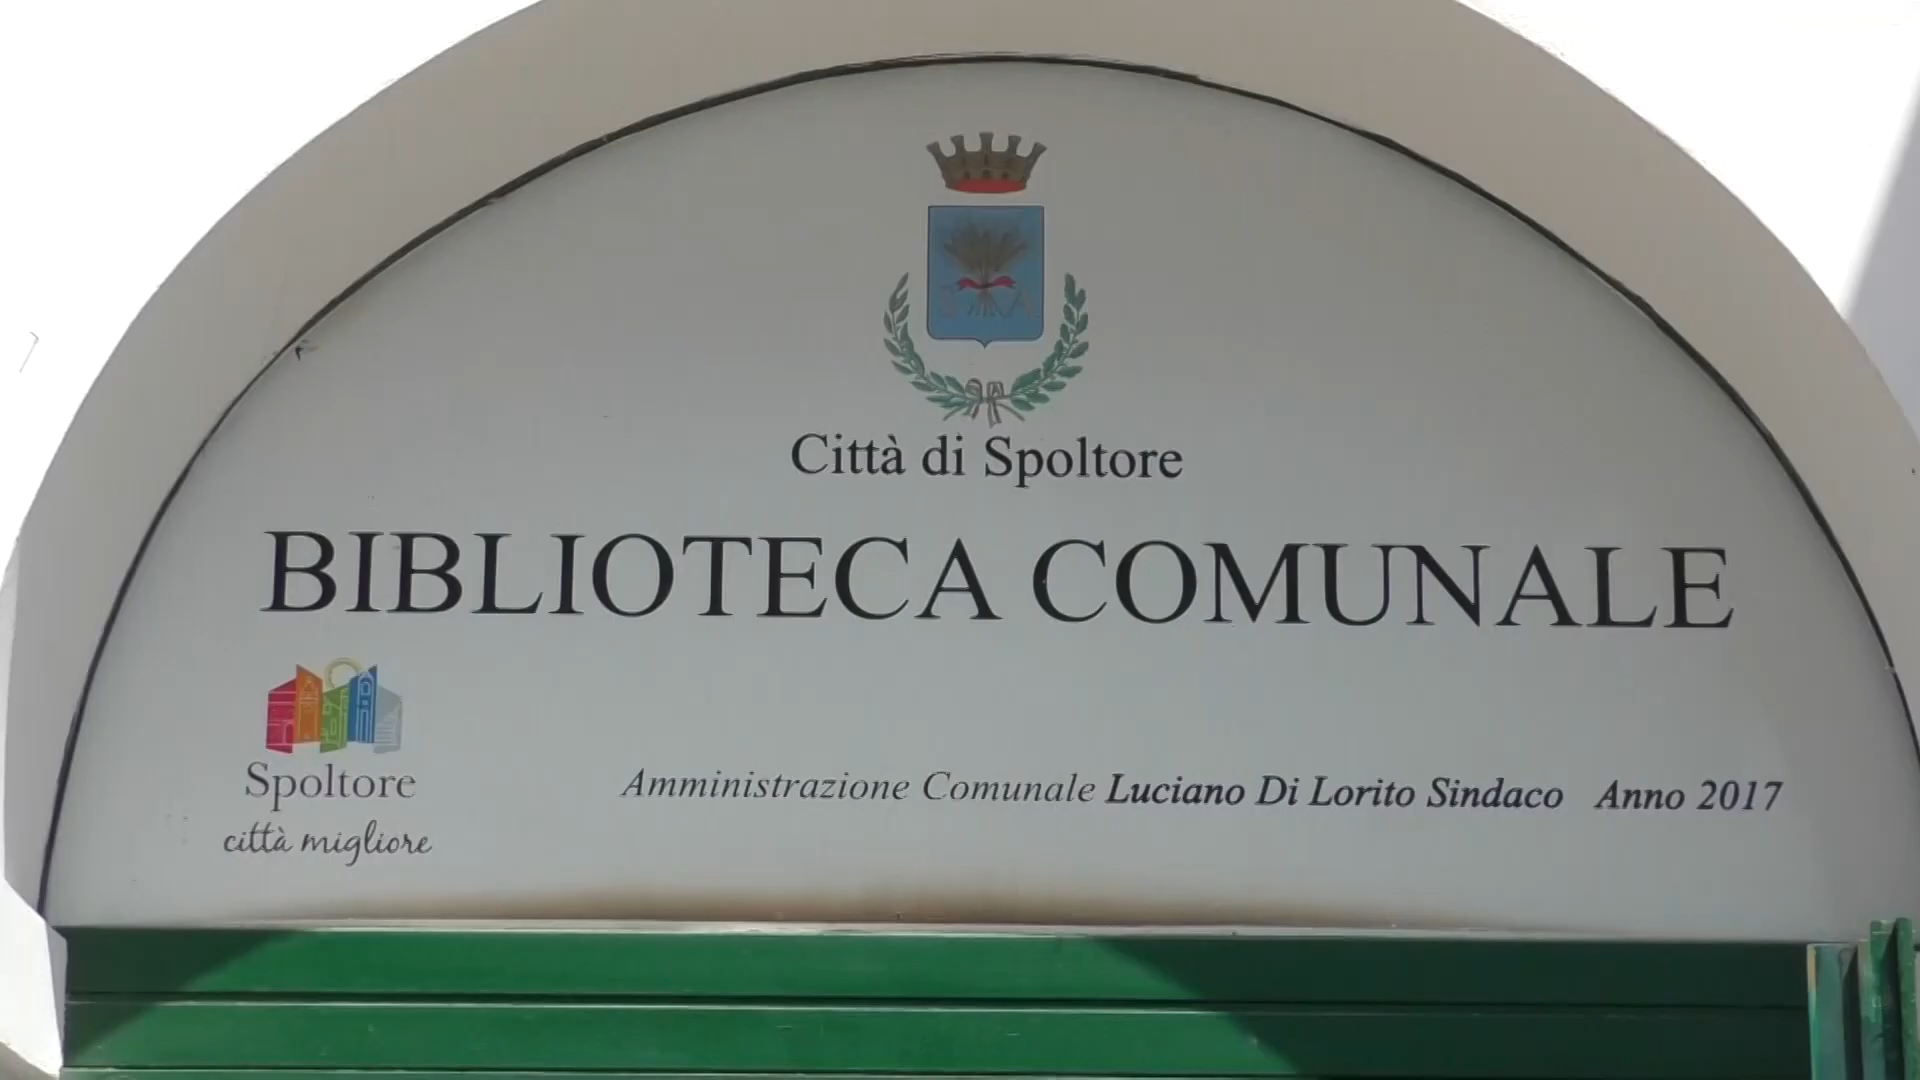 Città di Spoltore
BIBLIOTECA COMUNALE
Spoltore
città migliore
Amministrazione Comunale Luciano Di Lorito Sindaco Anno 2017